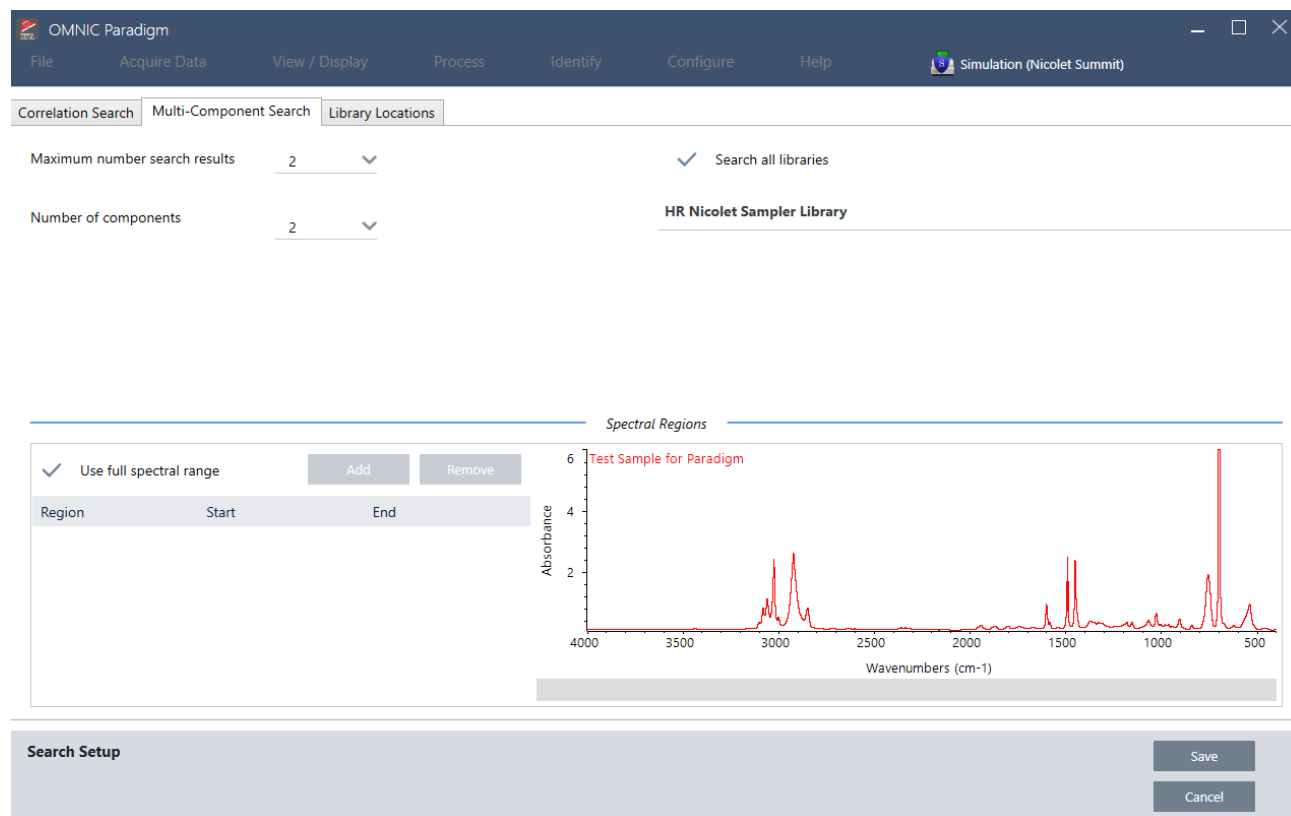 OMNIC Paradigm
File Acquire Data View / Display Process Identify Configure Help Simulation (Nicolet Summit)
Correlation Search Multi-Component Search Library Locations
Maximum number search results 2 Search all libraries
Number of components 2 HR Nicolet Sampler Library
Spectral Regions
Use full spectral range Add Remove
Region Start End
Test Sample for Paradigm
Absorbance
6
4
2
4000 3500 3000 2500 2000 1500 1000 500
Wavenumbers (cm-1)
Search Setup
Save
Cancel